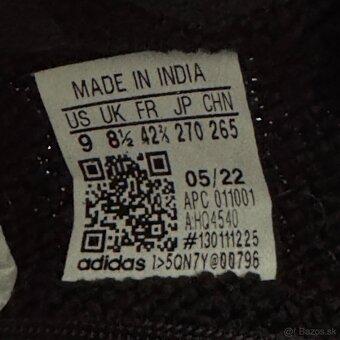 MADE IN INDIA
US UK FR JP CHN
9 8½ 42⅔ 270 265
05/22
APC 011001
A:HQ4540
#130111225
adidas I>5QN7Y@00796
Bazos.sk